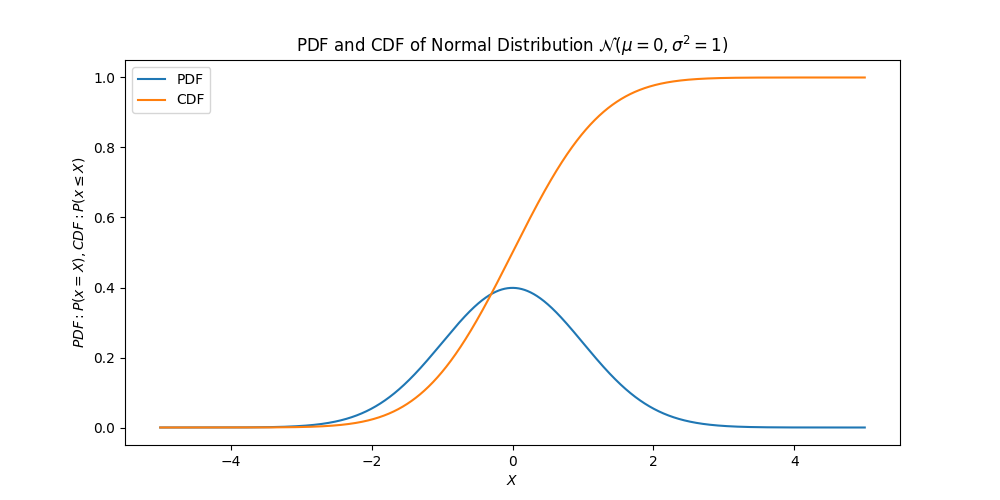 PDF and CDF of Normal Distribution 𝒩(μ = 0, σ² = 1)
PDF
CDF
PDF : P(x = X), CDF : P(x ≤ X)
1.0
0.8
0.6
0.4
0.2
0.0
−4 −2 0 2 4
X